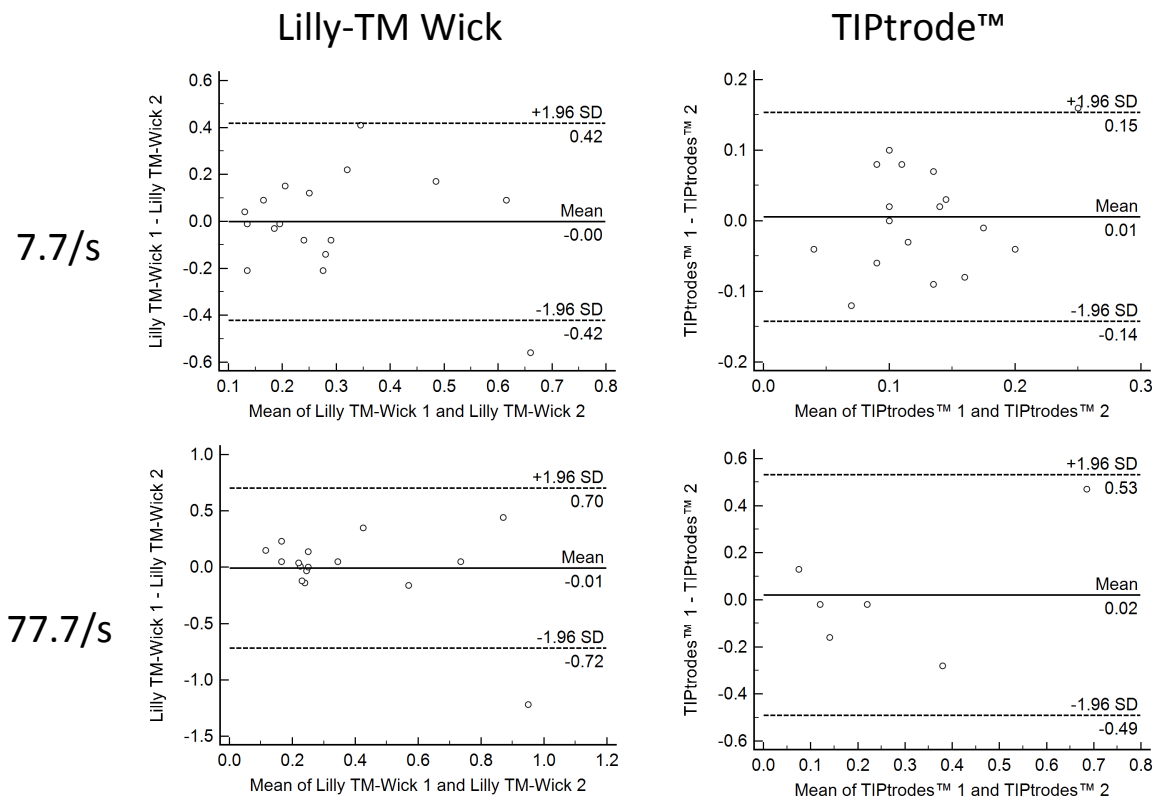 Lilly-TM Wick
TIPtrode™
7.7/s
Lilly TM-Wick 1 - Lilly TM-Wick 2
0.6
0.4
0.2
0.0
-0.2
-0.4
-0.6
+1.96 SD
0.42
Mean
-0.00
-1.96 SD
-0.42
0.1 0.2 0.3 0.4 0.5 0.6 0.7 0.8
Mean of Lilly TM-Wick 1 and Lilly TM-Wick 2
TIPtrodes™ 1 - TIPtrodes™ 2
0.2
0.1
0.0
-0.1
-0.2
+1.96 SD
0.15
Mean
0.01
-1.96 SD
-0.14
0.0 0.1 0.2 0.3
Mean of TIPtrodes™ 1 and TIPtrodes™ 2
77.7/s
Lilly TM-Wick 1 - Lilly TM-Wick 2
1.0
0.5
0.0
-0.5
-1.0
-1.5
+1.96 SD
0.70
Mean
-0.01
-1.96 SD
-0.72
0.0 0.2 0.4 0.6 0.8 1.0 1.2
Mean of Lilly TM-Wick 1 and Lilly TM-Wick 2
TIPtrodes™ 1 - TIPtrodes™ 2
0.6
0.4
0.2
0.0
-0.2
-0.4
-0.6
+1.96 SD
0.53
Mean
0.02
-1.96 SD
-0.49
0.0 0.1 0.2 0.3 0.4 0.5 0.6 0.7 0.8
Mean of TIPtrodes™ 1 and TIPtrodes™ 2